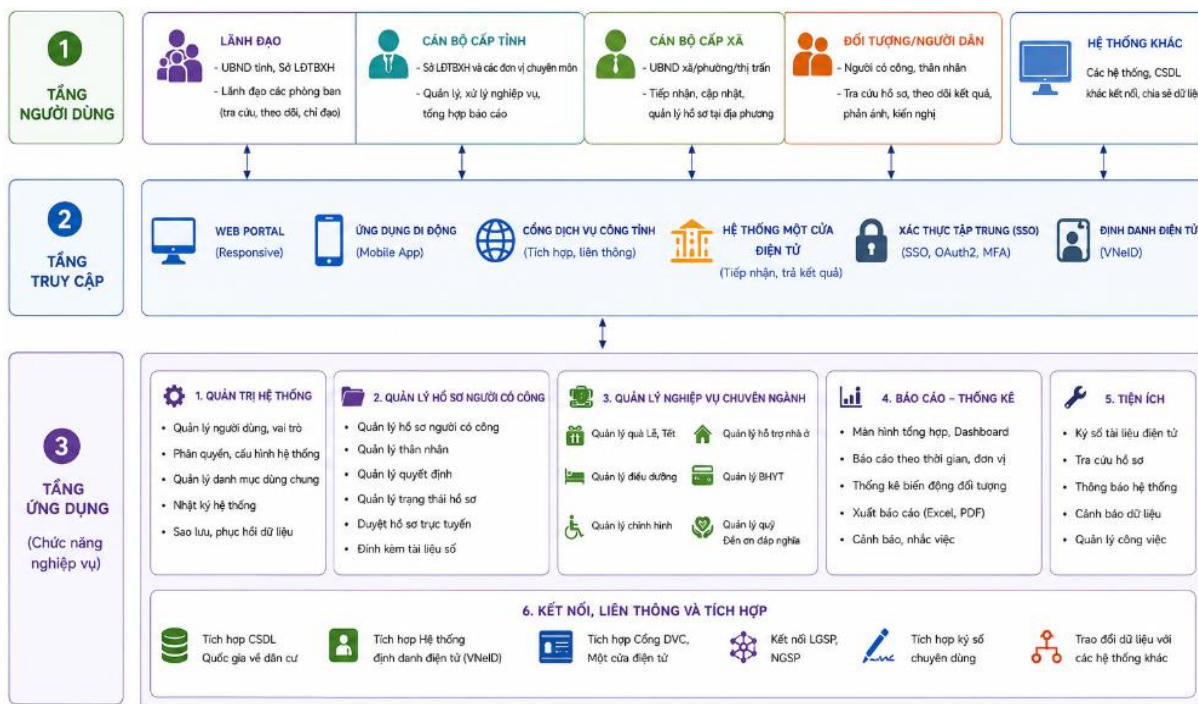 1
TẦNG
NGƯỜI DÙNG
LÃNH ĐẠO
- UBND tỉnh, Sở LĐTBXH
- Lãnh đạo các phòng ban
(tra cứu, theo dõi, chỉ đạo)
CÁN BỘ CẤP TỈNH
- Sở LĐTBXH và các đơn vị chuyên môn
- Quản lý, xử lý nghiệp vụ,
tổng hợp báo cáo
CÁN BỘ CẤP XÃ
- UBND xã/phường/thị trấn
- Tiếp nhận, cập nhật,
quản lý hồ sơ tại địa phương
ĐỐI TƯỢNG/NGƯỜI DÂN
- Người có công, thân nhân
- Tra cứu hồ sơ, theo dõi kết quả,
phản ánh, kiến nghị
HỆ THỐNG KHÁC
Các hệ thống, CSDL
khác kết nối, chia sẻ dữ liệu
2
TẦNG
TRUY CẬP
WEB PORTAL
(Responsive)
ỨNG DỤNG DI ĐỘNG
(Mobile App)
CỔNG DỊCH VỤ CÔNG TỈNH
(Tích hợp, liên thông)
HỆ THỐNG MỘT CỬA
ĐIỆN TỬ
(Tiếp nhận, trả kết quả)
XÁC THỰC TẬP TRUNG (SSO)
(SSO, OAuth2, MFA)
ĐỊNH DANH ĐIỆN TỬ
(VNeID)
3
TẦNG
ỨNG DỤNG
(Chức năng
nghiệp vụ)
1. QUẢN TRỊ HỆ THỐNG
• Quản lý người dùng, vai trò
• Phân quyền, cấu hình hệ thống
• Quản lý danh mục dùng chung
• Nhật ký hệ thống
• Sao lưu, phục hồi dữ liệu
2. QUẢN LÝ HỒ SƠ NGƯỜI CÓ CÔNG
• Quản lý hồ sơ người có công
• Quản lý thân nhân
• Quản lý quyết định
• Quản lý trạng thái hồ sơ
• Duyệt hồ sơ trực tuyến
• Đính kèm tài liệu số
3. QUẢN LÝ NGHIỆP VỤ CHUYÊN NGÀNH
Quản lý quà Lễ, Tết
Quản lý hỗ trợ nhà ở
Quản lý điều dưỡng
Quản lý BHYT
Quản lý chỉnh hình
Quản lý quỹ
Đền ơn đáp nghĩa
4. BÁO CÁO – THỐNG KÊ
• Màn hình tổng hợp, Dashboard
• Báo cáo theo thời gian, đơn vị
• Thống kê biến động đối tượng
• Xuất báo cáo (Excel, PDF)
• Cảnh báo, nhắc việc
5. TIỆN ÍCH
• Ký số tài liệu điện tử
• Tra cứu hồ sơ
• Thông báo hệ thống
• Cảnh báo dữ liệu
• Quản lý công việc
6. KẾT NỐI, LIÊN THÔNG VÀ TÍCH HỢP
Tích hợp CSDL
Quốc gia về dân cư
Tích hợp Hệ thống
định danh điện tử (VNeID)
Tích hợp Cổng DVC,
Một cửa điện tử
Kết nối LGSP,
NGSP
Tích hợp ký số
chuyên dùng
Trao đổi dữ liệu với
các hệ thống khác